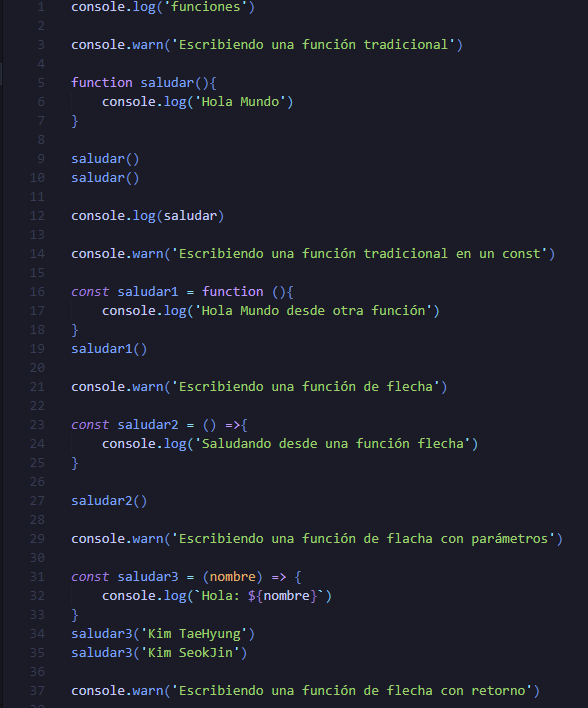 1 console.log('funciones')
2
3 console.warn('Escribiendo una función tradicional')
4
5 function saludar(){
6     console.log('Hola Mundo')
7 }
8
9 saludar()
10 saludar()
11
12 console.log(saludar)
13
14 console.warn('Escribiendo una función tradicional en un const')
15
16 const saludar1 = function (){
17     console.log('Hola Mundo desde otra función')
18 }
19 saludar1()
20
21 console.warn('Escribiendo una función de flecha')
22
23 const saludar2 = () =>{
24     console.log('Saludando desde una función flecha')
25 }
26
27 saludar2()
28
29 console.warn('Escribiendo una función de flacha con parámetros')
30
31 const saludar3 = (nombre) => {
32     console.log(`Hola: ${nombre}`)
33 }
34 saludar3('Kim TaeHyung')
35 saludar3('Kim SeokJin')
36
37 console.warn('Escribiendo una función de flecha con retorno')